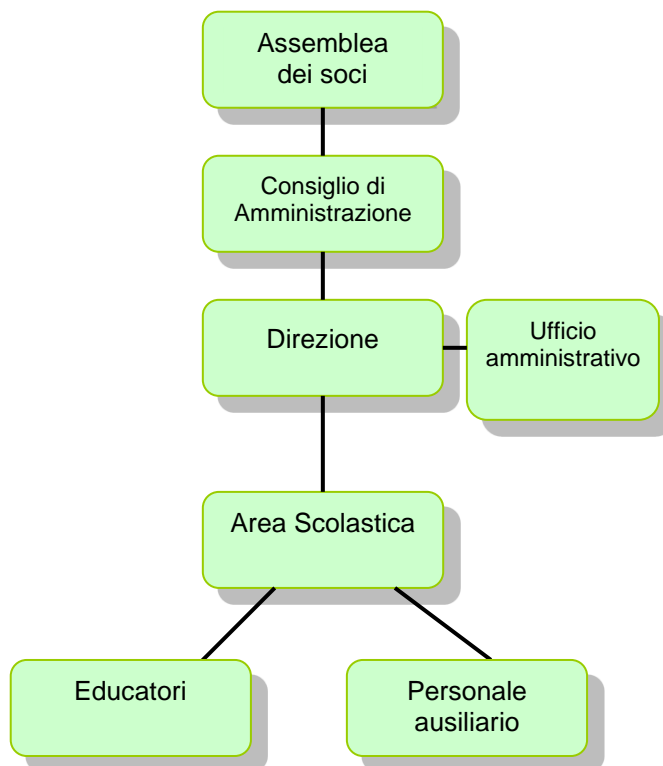 Assemblea
dei soci
Consiglio di
Amministrazione
Direzione
Ufficio
amministrativo
Area Scolastica
Educatori
Personale
ausiliario